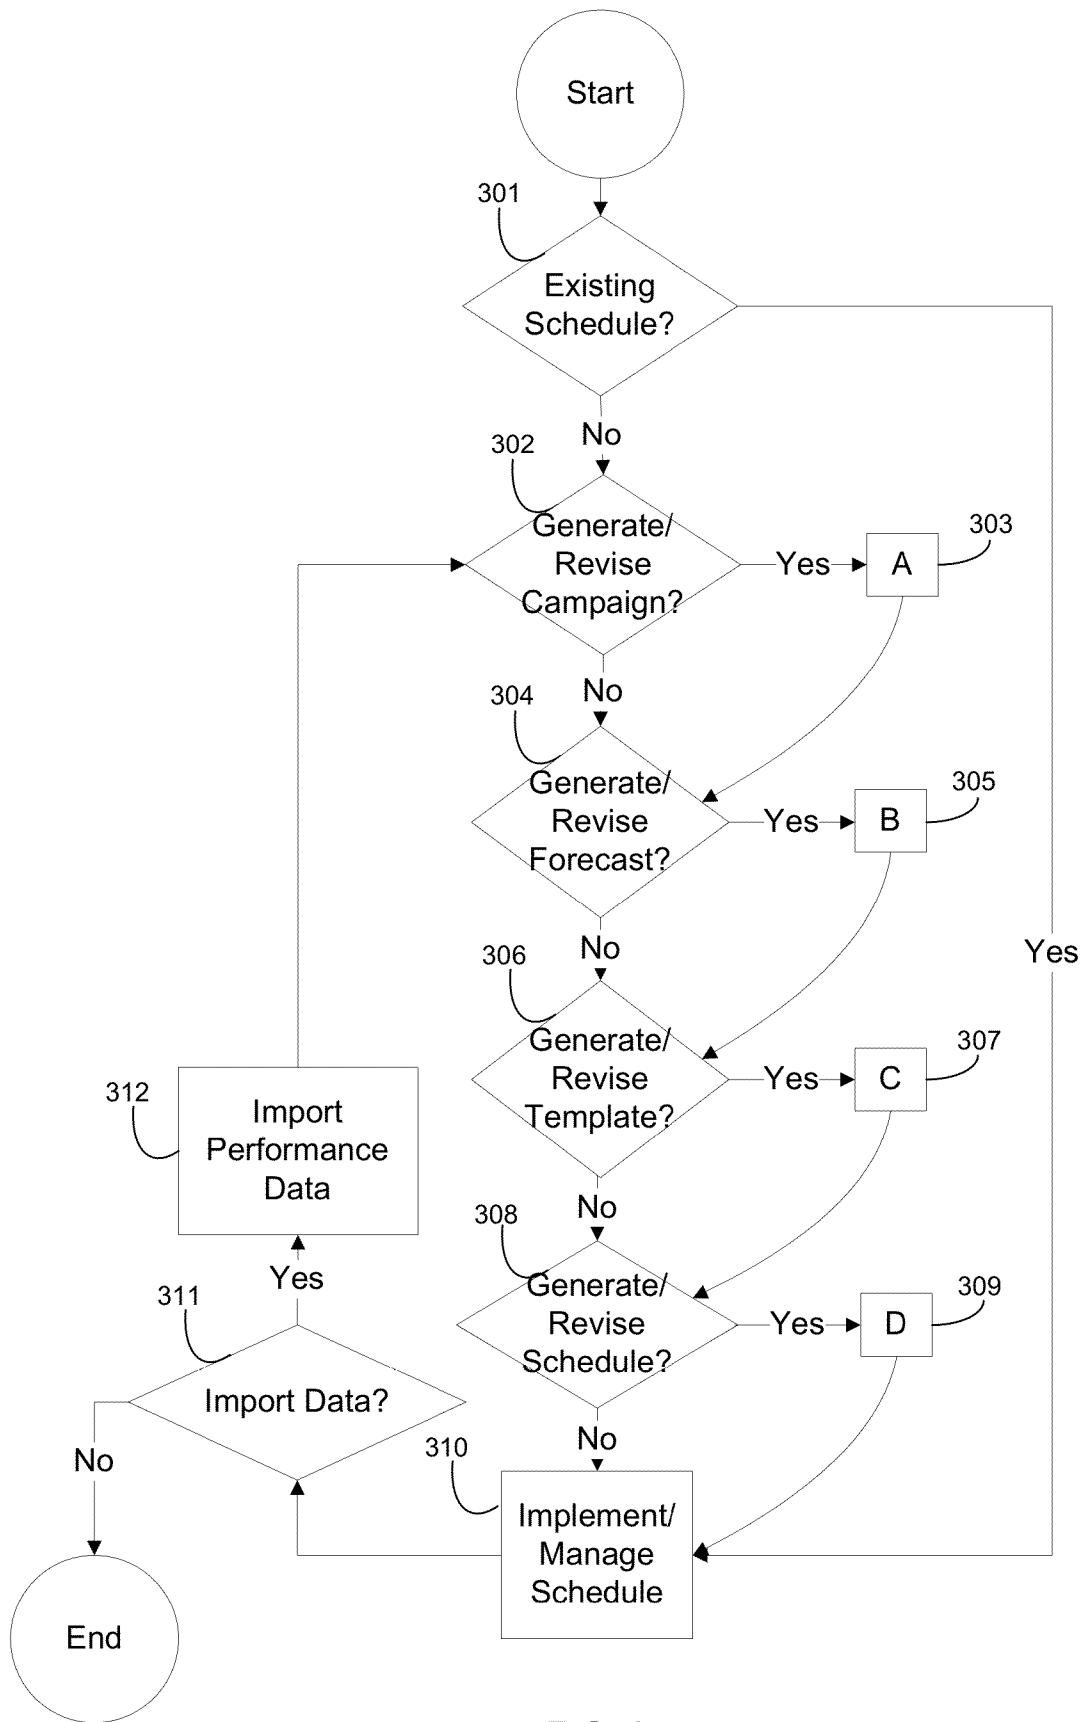 Start
301
Existing
Schedule?
No
302
Generate/
Revise
Campaign?
Yes
A
303
No
304
Generate/
Revise
Forecast?
Yes
B
305
No
Yes
306
Generate/
Revise
Template?
Yes
C
307
312
Import
Performance
Data
No
308
Generate/
Revise
Schedule?
Yes
D
309
Yes
311
Import Data?
No
No
310
Implement/
Manage
Schedule
End